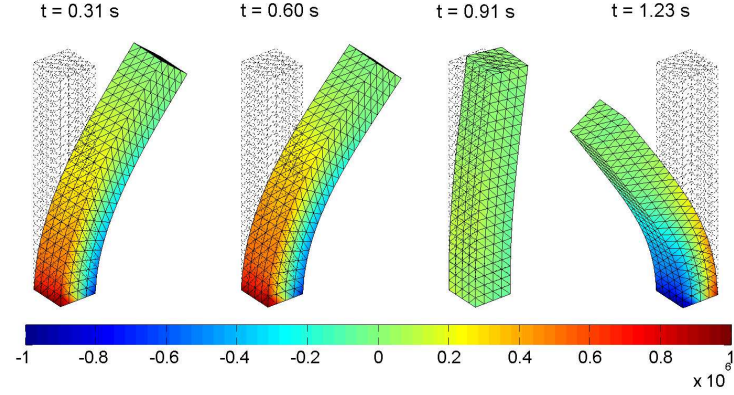 t = 0.31 s t = 0.60 s t = 0.91 s t = 1.23 s
-1 -0.8 -0.6 -0.4 -0.2 0 0.2 0.4 0.6 0.8 1
x 10^6